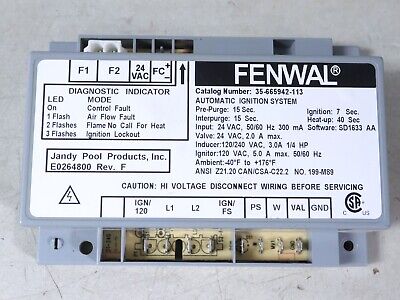 F1 F2 24 VAC FC +-
FENWAL®
DIAGNOSTIC INDICATOR
LED MODE
On Control Fault
1 Flash Air Flow Fault
2 Flashes Flame No Call For Heat
3 Flashes Ignition Lockout
Catalog Number: 35-665942-113
AUTOMATIC IGNITION SYSTEM
Pre-Purge: 15 Sec. Ignition: 7 Sec.
Interpurge: 15 Sec. Heat-up: 40 Sec
Input: 24 VAC, 50/60 Hz 300 mA Software: SD1633 AA
Valve: 24 VAC, 2.0 A max.
Inducer:120/240 VAC, 3.0A 1/4 HP
Ignitor:120 VAC, 5.0 A max. 50/60 Hz
Ambient: -40°F to +176°F
ANSI Z21.20 CAN/CSA-C22.2 NO. 199-M89
Jandy Pool Products, Inc.
E0264800 Rev. F
CAUTION: HI VOLTAGE DISCONNECT WIRING BEFORE SERVICING
IGN/ 120 L1 L2 IGN/ FS PS W VAL GND
SA
C US